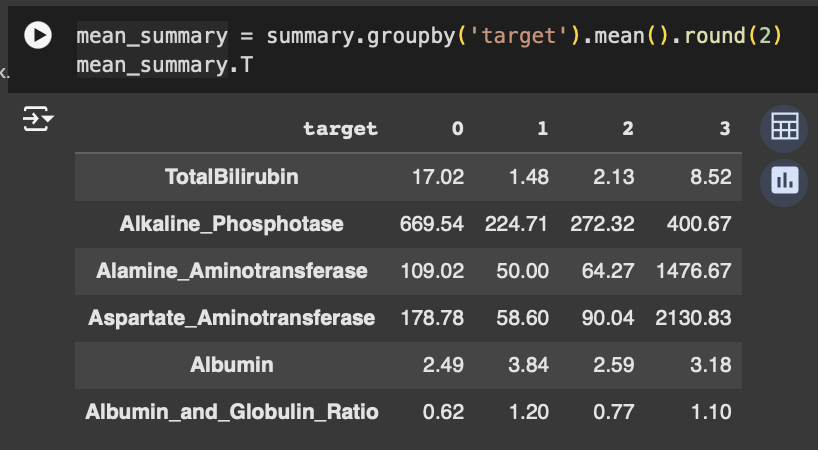 mean_summary = summary.groupby('target').mean().round(2)
mean_summary.T
target 0 1 2 3
TotalBilirubin 17.02 1.48 2.13 8.52
Alkaline_Phosphotase 669.54 224.71 272.32 400.67
Alamine_Aminotransferase 109.02 50.00 64.27 1476.67
Aspartate_Aminotransferase 178.78 58.60 90.04 2130.83
Albumin 2.49 3.84 2.59 3.18
Albumin_and_Globulin_Ratio 0.62 1.20 0.77 1.10